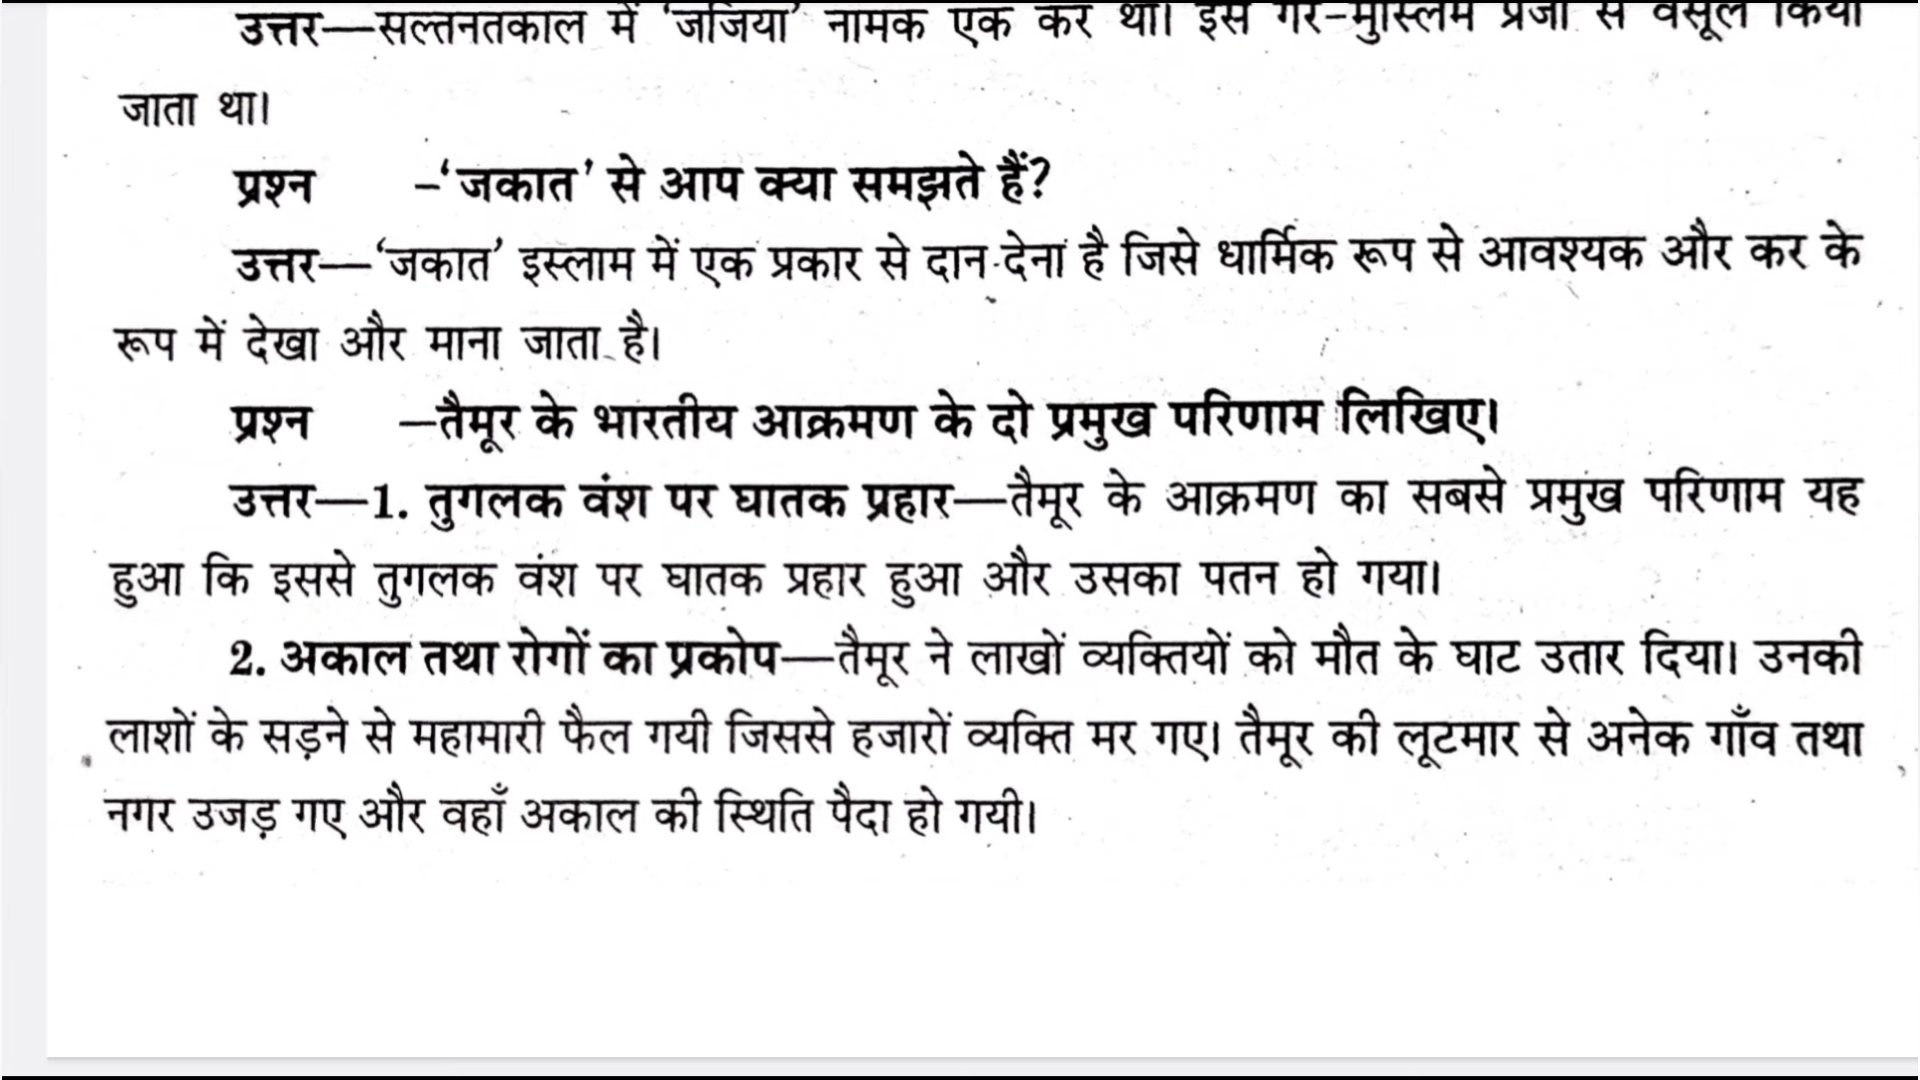 उत्तर—सल्तनतकाल में 'जजिया' नामक एक कर था। इसे गैर-मुस्लिम प्रजा से वसूल किया
जाता था।
प्रश्न –'जकात' से आप क्या समझते हैं?
उत्तर—'जकात' इस्लाम में एक प्रकार से दान देना है जिसे धार्मिक रूप से आवश्यक और कर के
रूप में देखा और माना जाता है।
प्रश्न –तैमूर के भारतीय आक्रमण के दो प्रमुख परिणाम लिखिए।
उत्तर—1. तुगलक वंश पर घातक प्रहार—तैमूर के आक्रमण का सबसे प्रमुख परिणाम यह
हुआ कि इससे तुगलक वंश पर घातक प्रहार हुआ और उसका पतन हो गया।
2. अकाल तथा रोगों का प्रकोप—तैमूर ने लाखों व्यक्तियों को मौत के घाट उतार दिया। उनकी
लाशों के सड़ने से महामारी फैल गयी जिससे हजारों व्यक्ति मर गए। तैमूर की लूटमार से अनेक गाँव तथा
नगर उजड़ गए और वहाँ अकाल की स्थिति पैदा हो गयी।